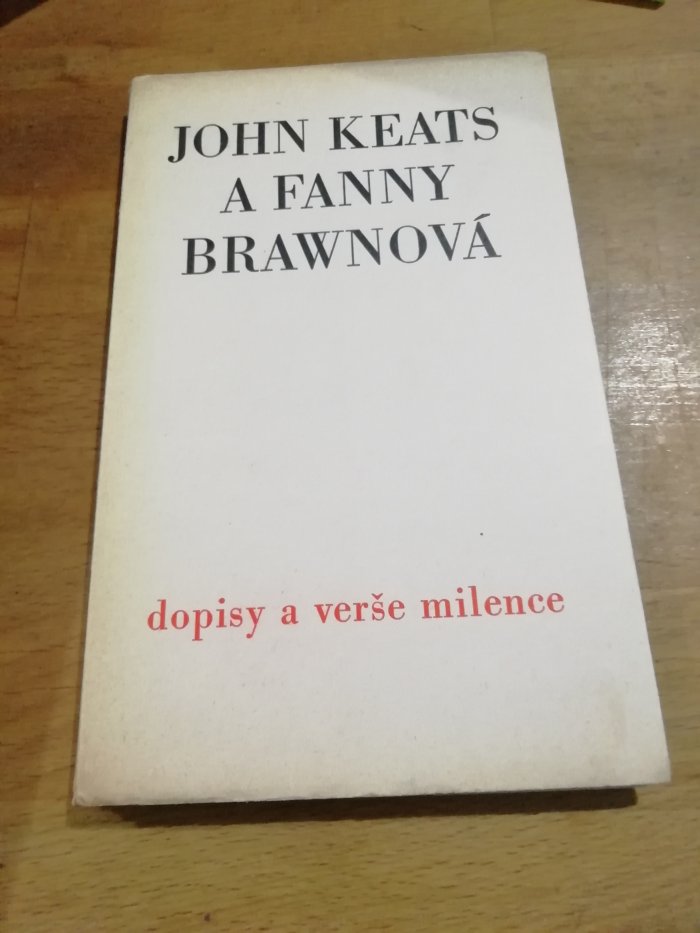 JOHN KEATS
A FANNY
BRAWNOVÁ
dopisy a verše milence